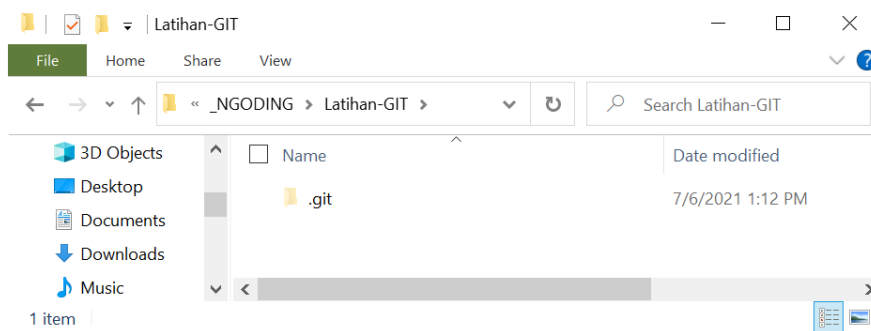 Latihan-GIT
File Home Share View
« _NGODING > Latihan-GIT > Search Latihan-GIT
3D Objects
Desktop
Documents
Downloads
Music
Name Date modified
.git 7/6/2021 1:12 PM
1 item